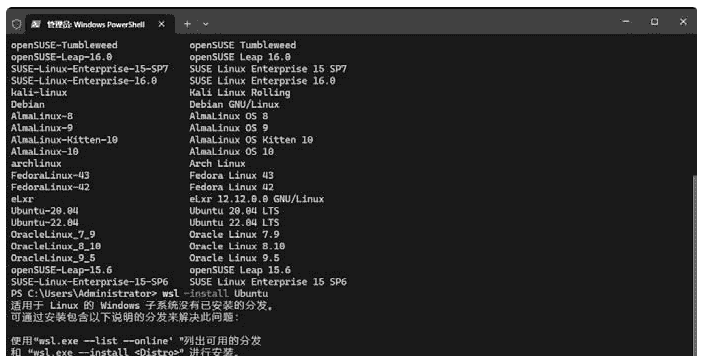 管理员: Windows PowerShell
openSUSE-Tumbleweed openSUSE Tumbleweed
openSUSE-Leap-16.0 openSUSE Leap 16.0
SUSE-Linux-Enterprise-15-SP7 SUSE Linux Enterprise 15 SP7
SUSE-Linux-Enterprise-16.0 SUSE Linux Enterprise 16.0
kali-linux Kali Linux Rolling
Debian Debian GNU/Linux
AlmaLinux-8 AlmaLinux OS 8
AlmaLinux-9 AlmaLinux OS 9
AlmaLinux-Kitten-10 AlmaLinux OS Kitten 10
AlmaLinux-10 AlmaLinux OS 10
archlinux Arch Linux
FedoraLinux-43 Fedora Linux 43
FedoraLinux-42 Fedora Linux 42
eLxr eLxr 12.12.0.0 GNU/Linux
Ubuntu-20.04 Ubuntu 20.04 LTS
Ubuntu-22.04 Ubuntu 22.04 LTS
OracleLinux_7_9 Oracle Linux 7.9
OracleLinux_8_10 Oracle Linux 8.10
OracleLinux_9_5 Oracle Linux 9.5
openSUSE-Leap-15.6 openSUSE Leap 15.6
SUSE-Linux-Enterprise-15-SP6 SUSE Linux Enterprise 15 SP6
PS C:\Users\Administrator> wsl -install Ubuntu
适用于 Linux 的 Windows 子系统没有已安装的分发。
可通过安装包含以下说明的分发来解决此问题：
使用“wsl.exe --list --online' "列出可用的分发
和 “wsl.exe --install <Distro>" 进行安装。